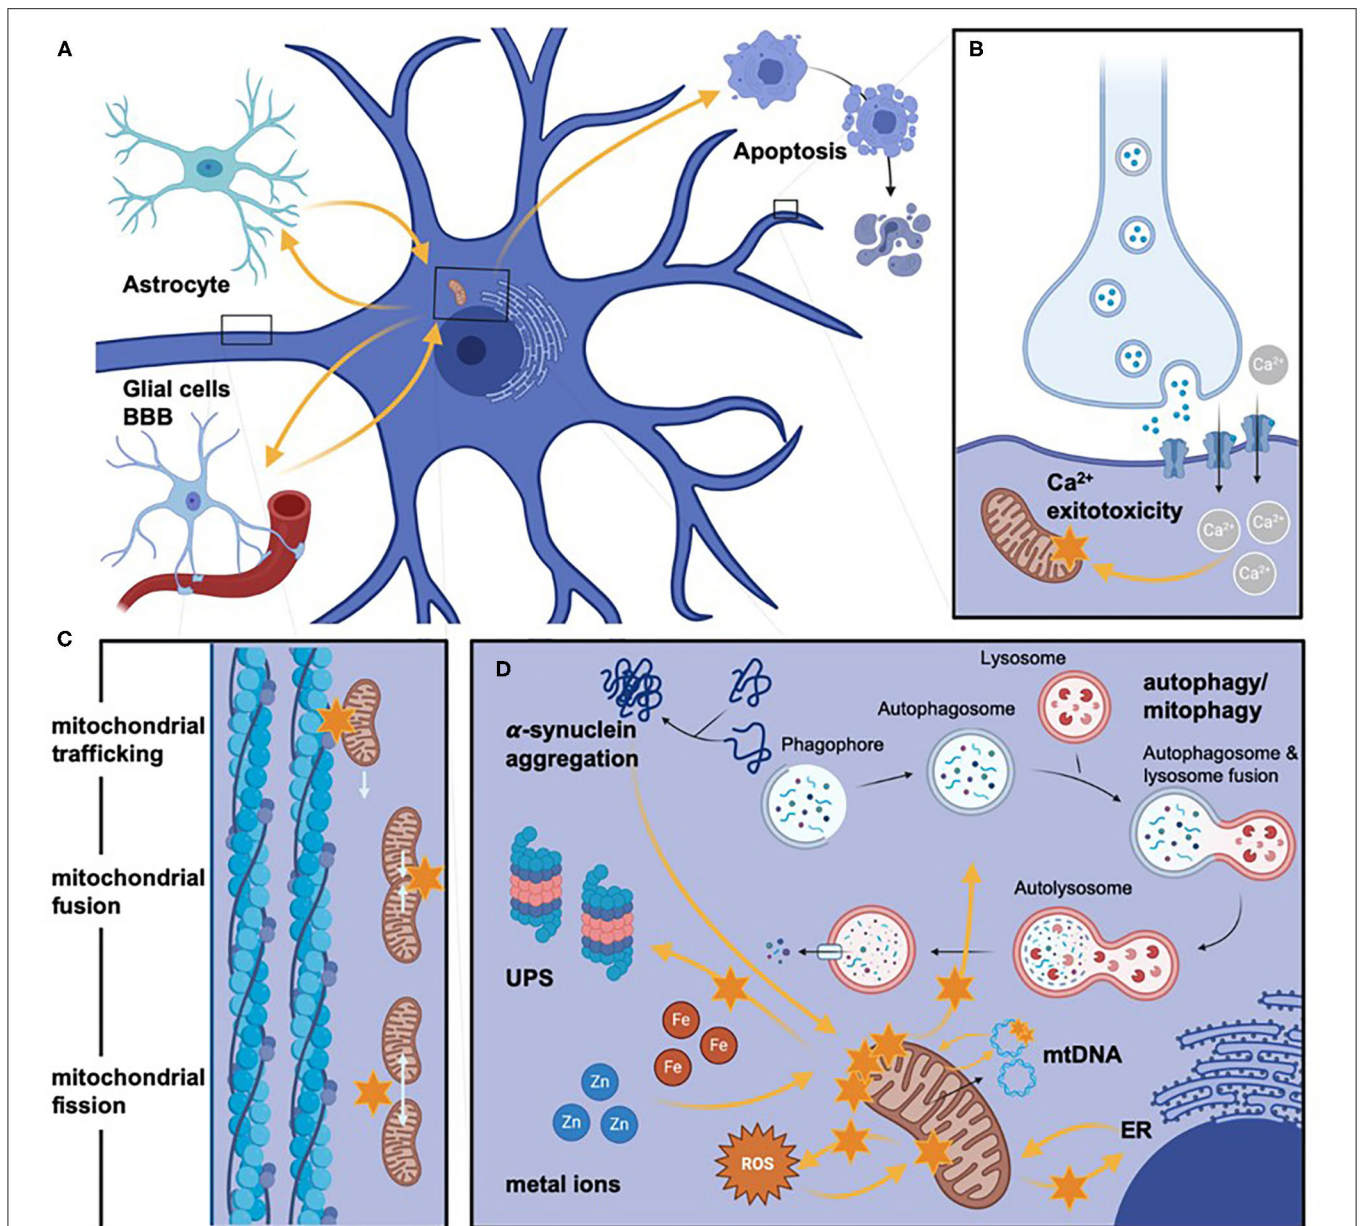 A
Apoptosis
Astrocyte
Glial cells
BBB
B
Ca²⁺
Ca²⁺
exitotoxicity
Ca²⁺
Ca²⁺
Ca²⁺
C
mitochondrial
trafficking
mitochondrial
fusion
mitochondrial
fission
D
α-synuclein
aggregation
Lysosome
autophagy/
mitophagy
Autophagosome
Phagophore
Autophagosome &
lysosome fusion
Autolysosome
UPS
Fe
Fe
Fe
Zn
Zn
Zn
metal ions
ROS
mtDNA
ER